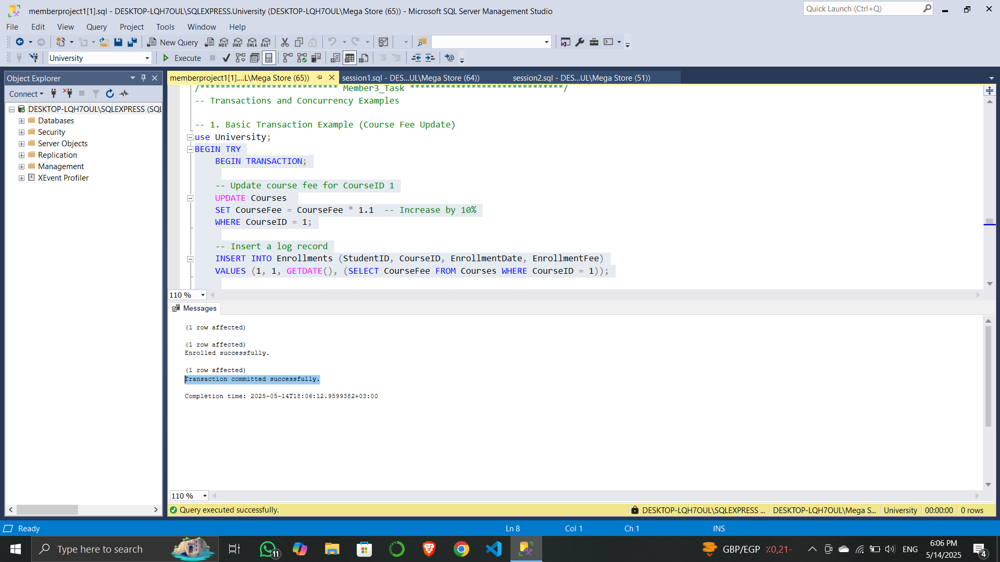 memberproject1[1].sql - DESKTOP-LQH7OUL\SQLEXPRESS.University (DESKTOP-LQH7OUL\Mega Store (65)) - Microsoft SQL Server Management Studio
Quick Launch (Ctrl+Q)
File Edit View Query Project Tools Window Help
New Query MDX DMX XMLA DAX
University Execute
Object Explorer
memberproject1[1]....L\Mega Store (65)) session1.sql - DES...UL\Mega Store (64)) session2.sql - DES...UL\Mega Store (51))
Connect
DESKTOP-LQH7OUL\SQLEXPRESS (SQL
Databases
Security
Server Objects
Replication
Management
XEvent Profiler
/*************************** Member3_Task ******************************/
-- Transactions and Concurrency Examples
-- 1. Basic Transaction Example (Course Fee Update)
use University;
BEGIN TRY
BEGIN TRANSACTION;
-- Update course fee for CourseID 1
UPDATE Courses
SET CourseFee = CourseFee * 1.1  -- Increase by 10%
WHERE CourseID = 1;
-- Insert a log record
INSERT INTO Enrollments (StudentID, CourseID, EnrollmentDate, EnrollmentFee)
VALUES (1, 1, GETDATE(), (SELECT CourseFee FROM Courses WHERE CourseID = 1));
110 %
Messages
(1 row affected)
(1 row affected)
Enrolled successfully.
(1 row affected)
Transaction committed successfully.
Completion time: 2025-05-14T18:06:12.9599382+03:00
110 %
Query executed successfully. DESKTOP-LQH7OUL\SQLEXPRESS ... DESKTOP-LQH7OUL\Mega S... University 00:00:00 0 rows
Ready Ln 8 Col 1 Ch 1 INS
Type here to search
11
GBP/EGP ٪0,21-
ENG
6:06 PM
5/14/2025
4